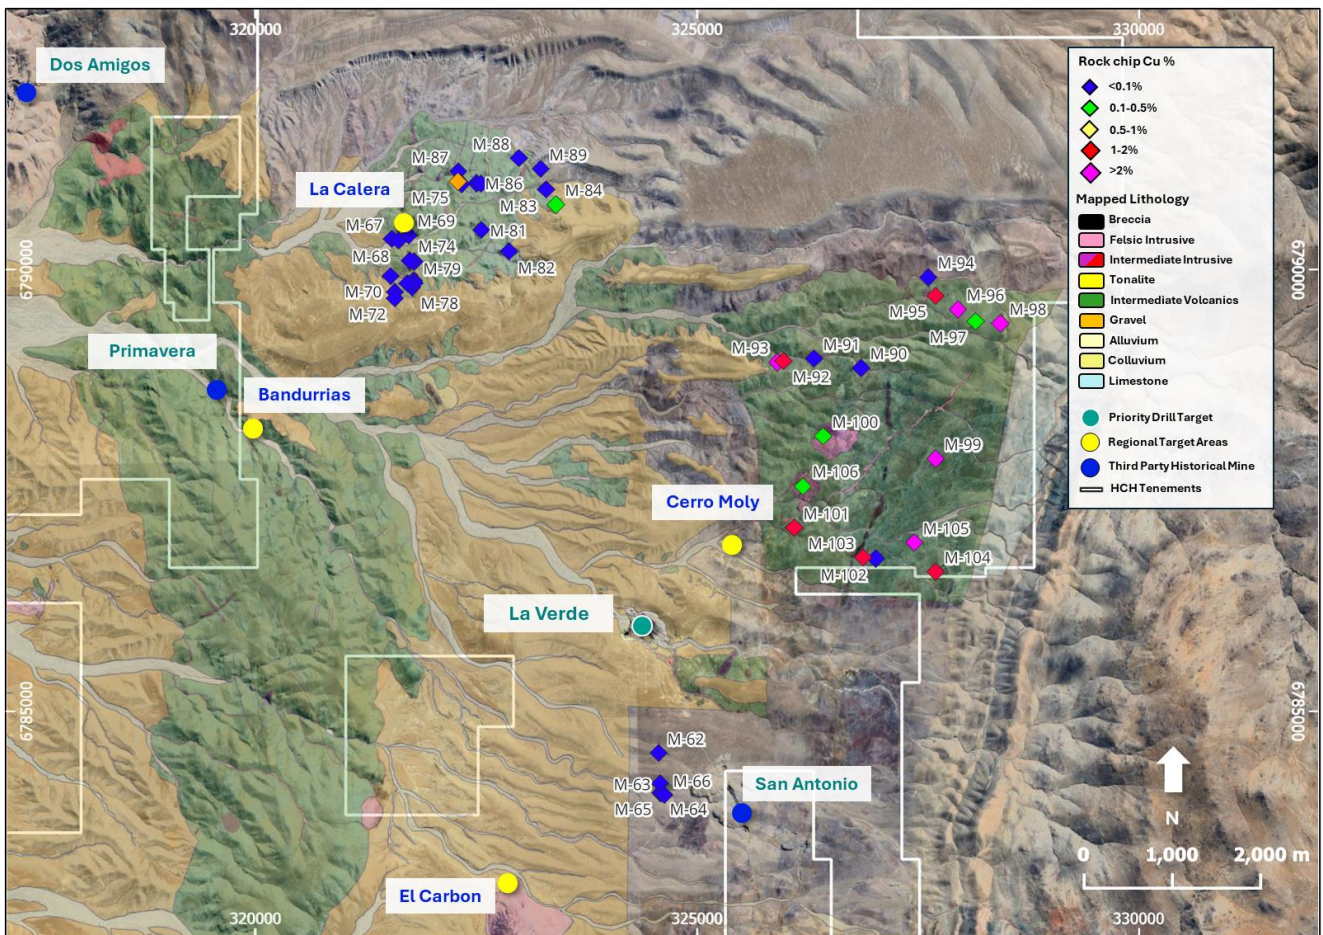 320000
325000
330000
Dos Amigos
Rock chip Cu %
<0.1%
0.1-0.5%
0.5-1%
1-2%
>2%
Mapped Lithology
Breccia
Felsic Intrusive
Intermediate Intrusive
Tonalite
Intermediate Volcanics
Gravel
Alluvium
Colluvium
Limestone
Priority Drill Target
Regional Target Areas
Third Party Historical Mine
HCH Tenements
M-88
M-87
M-89
La Calera
M-86
M-84
M-75
M-83
M-67
M-69
M-81
M-74
M-68
M-79
M-82
M-70
M-78
M-72
6790000
6790000
M-94
M-96
M-95
M-98
M-97
Primavera
M-93
M-91
M-90
M-92
Bandurrias
M-100
M-99
M-106
Cerro Moly
M-101
M-105
M-103
M-104
M-102
La Verde
6785000
6785000
M-62
M-63
M-66
San Antonio
M-65
M-64
N
0
1,000
2,000 m
El Carbon
320000
325000
330000